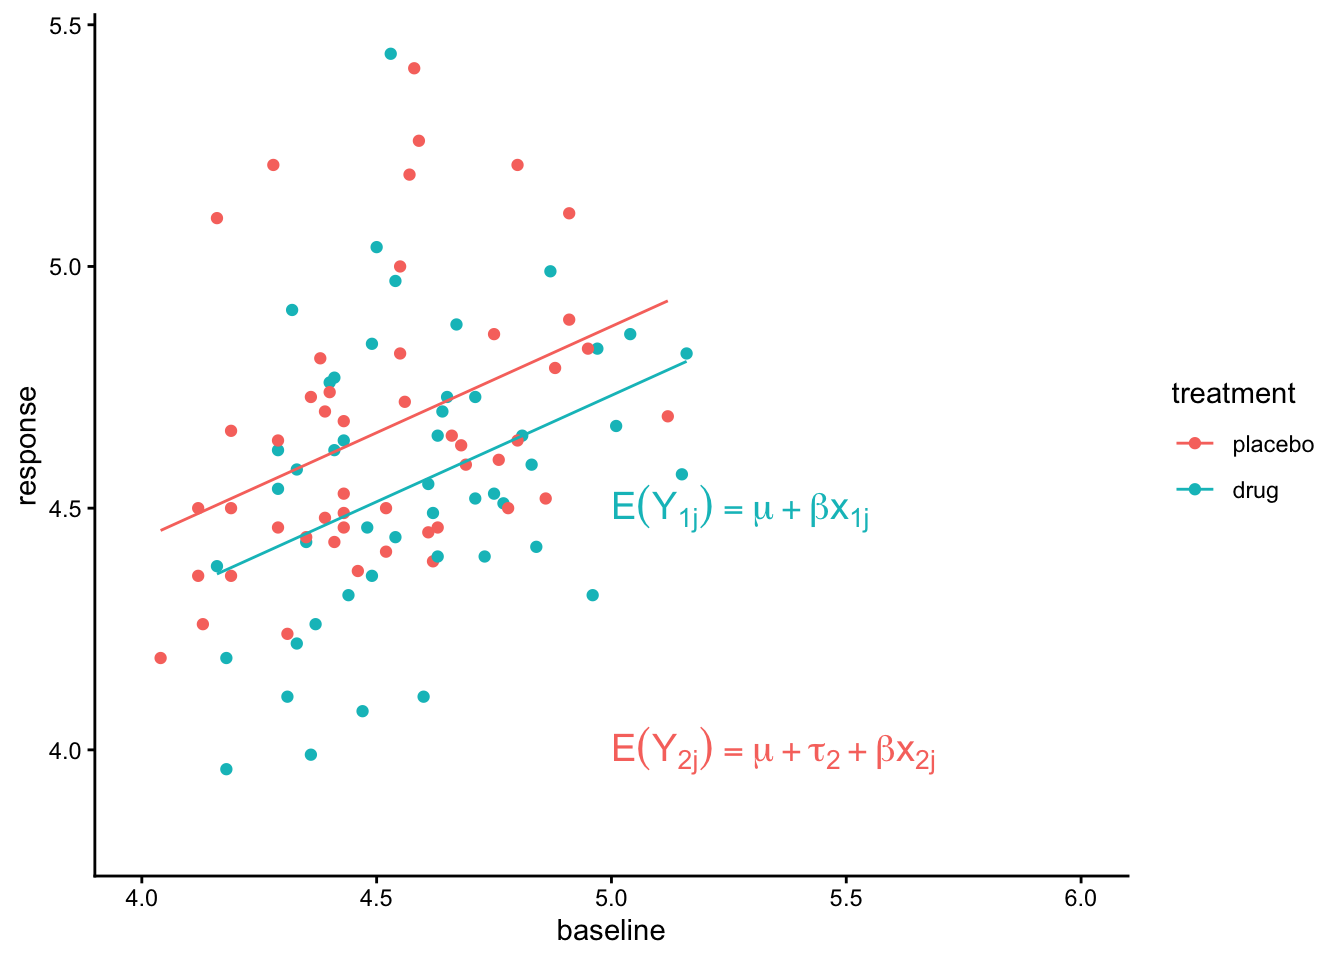 5.5
5.0
4.5
4.0
response
4.0 4.5 5.0 5.5 6.0
baseline
E(Y₁ⱼ) = μ + βx₁ⱼ
E(Y₂ⱼ) = μ + τ₂ + βx₂ⱼ
treatment
placebo
drug